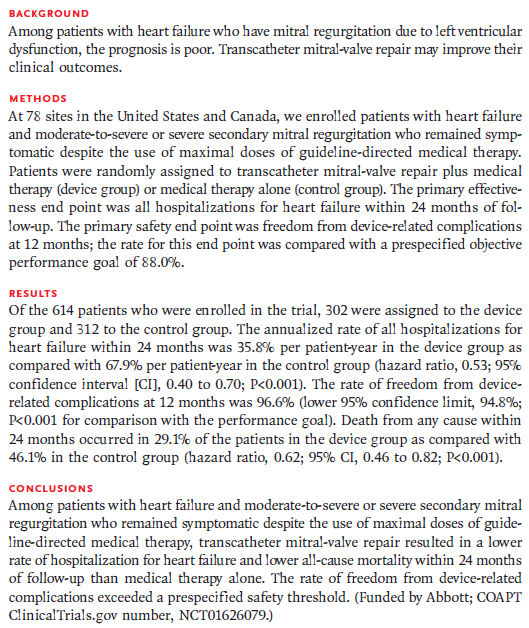 BACKGROUND
Among patients with heart failure who have mitral regurgitation due to left ventricular
dysfunction, the prognosis is poor. Transcatheter mitral-valve repair may improve their
clinical outcomes.
METHODS
At 78 sites in the United States and Canada, we enrolled patients with heart failure
and moderate-to-severe or severe secondary mitral regurgitation who remained symp-
tomatic despite the use of maximal doses of guideline-directed medical therapy.
Patients were randomly assigned to transcatheter mitral-valve repair plus medical
therapy (device group) or medical therapy alone (control group). The primary effective-
ness end point was all hospitalizations for heart failure within 24 months of fol-
low-up. The primary safety end point was freedom from device-related complications
at 12 months; the rate for this end point was compared with a prespecified objective
performance goal of 88.0%.
RESULTS
Of the 614 patients who were enrolled in the trial, 302 were assigned to the device
group and 312 to the control group. The annualized rate of all hospitalizations for
heart failure within 24 months was 35.8% per patient-year in the device group as
compared with 67.9% per patient-year in the control group (hazard ratio, 0.53; 95%
confidence interval [CI], 0.40 to 0.70; P<0.001). The rate of freedom from device-
related complications at 12 months was 96.6% (lower 95% confidence limit, 94.8%;
P<0.001 for comparison with the performance goal). Death from any cause within
24 months occurred in 29.1% of the patients in the device group as compared with
46.1% in the control group (hazard ratio, 0.62; 95% CI, 0.46 to 0.82; P<0.001).
CONCLUSIONS
Among patients with heart failure and moderate-to-severe or severe secondary mitral
regurgitation who remained symptomatic despite the use of maximal doses of guide-
line-directed medical therapy, transcatheter mitral-valve repair resulted in a lower
rate of hospitalization for heart failure and lower all-cause mortality within 24 months
of follow-up than medical therapy alone. The rate of freedom from device-related
complications exceeded a prespecified safety threshold. (Funded by Abbott; COAPT
ClinicalTrials.gov number, NCT01626079.)